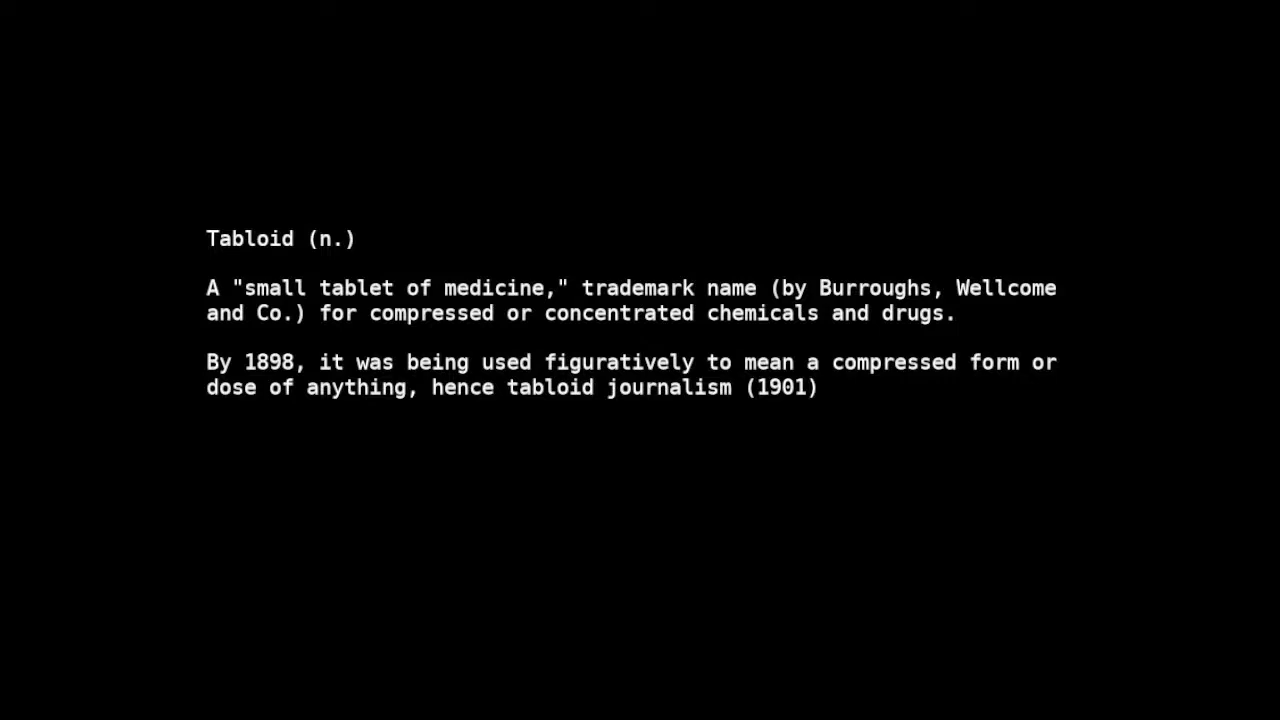 Tabloid (n.)
A "small tablet of medicine," trademark name (by Burroughs, Wellcome
and Co.) for compressed or concentrated chemicals and drugs.
By 1898, it was being used figuratively to mean a compressed form or
dose of anything, hence tabloid journalism (1901)